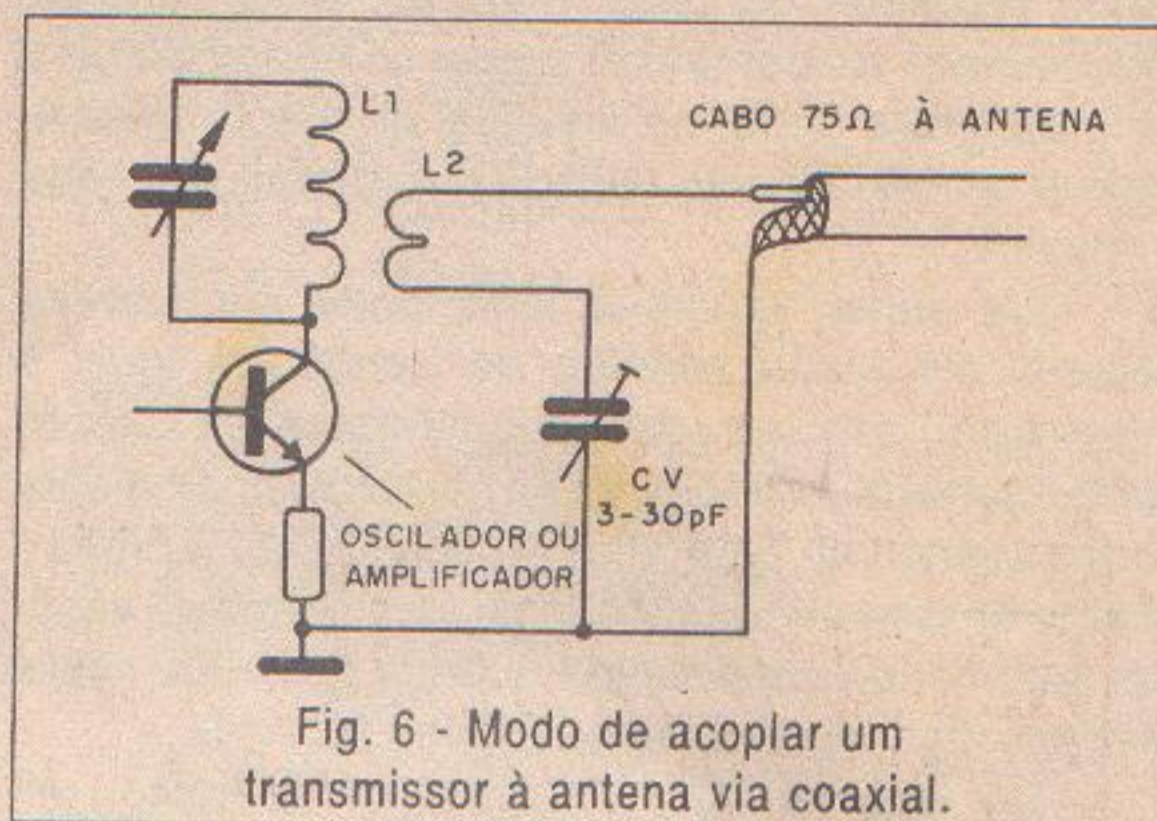 L1
CABO 75Ω À ANTENA
L2
CV
3-30pF
OSCILADOR OU
AMPLIFICADOR
Fig. 6 - Modo de acoplar um
transmissor à antena via coaxial.